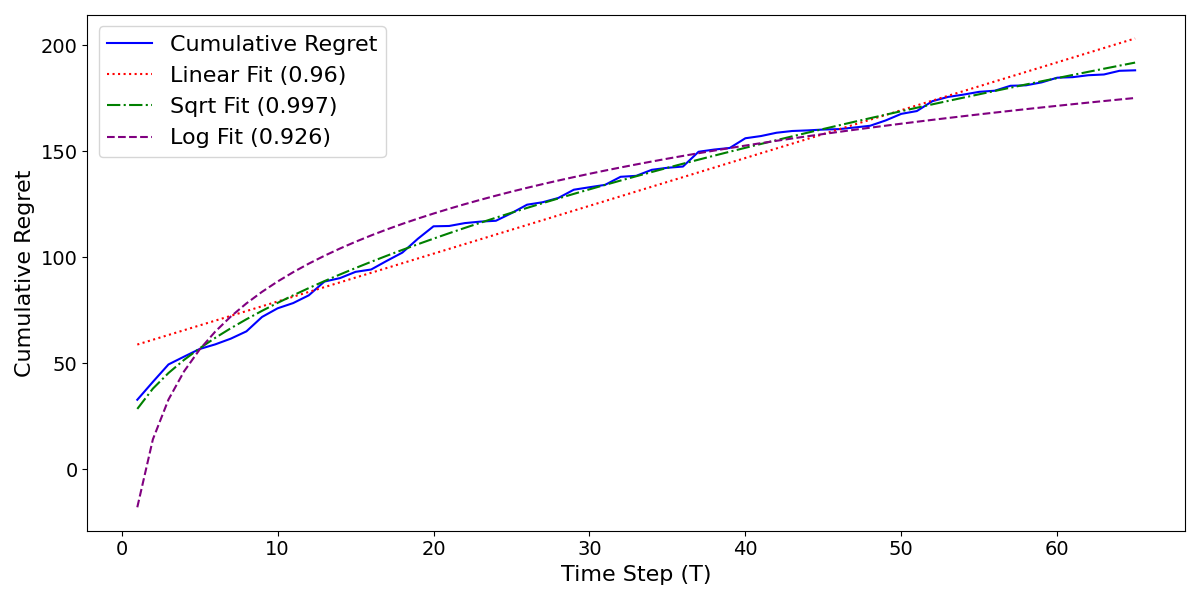 Cumulative Regret
Linear Fit (0.96)
Sqrt Fit (0.997)
Log Fit (0.926)
200
150
100
50
0
Cumulative Regret
0 10 20 30 40 50 60
Time Step (T)